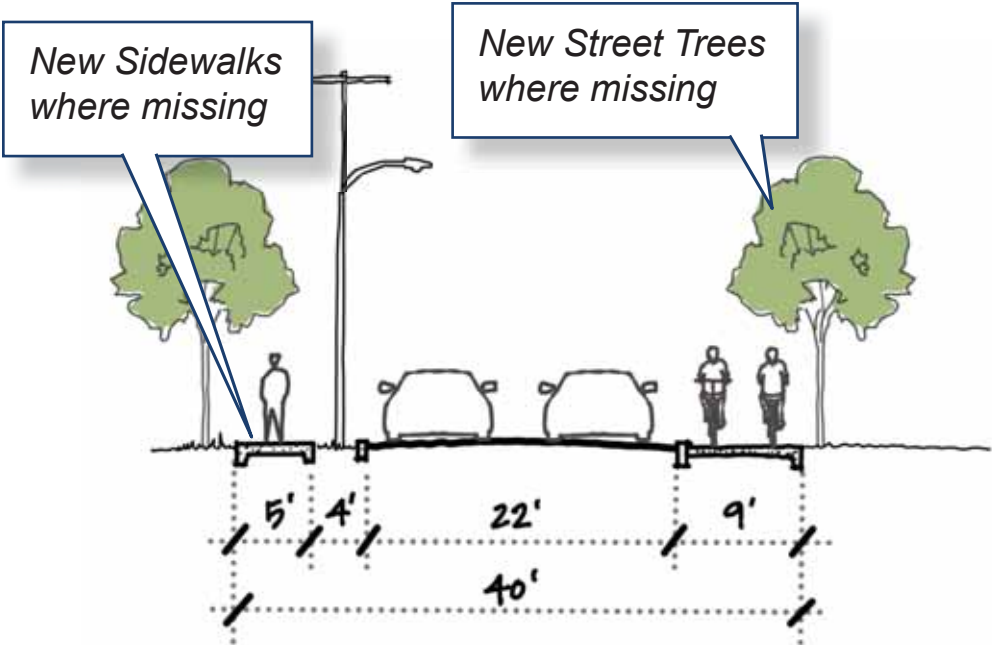 New Sidewalks
where missing
New Street Trees
where missing
5' 4' 22' 9'
40'